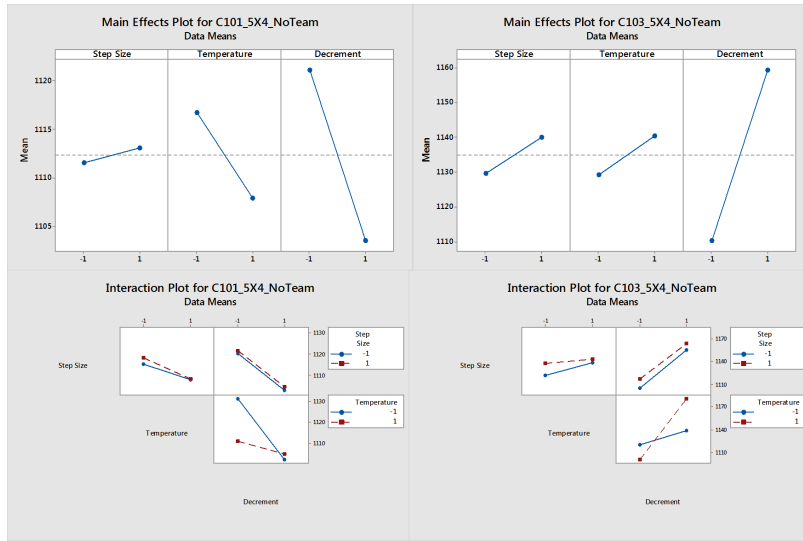 Main Effects Plot for C101_5X4_NoTeam
Data Means
Step Size Temperature Decrement
Mean
1120
1115
1110
1105
-1 1 -1 1 -1 1
Main Effects Plot for C103_5X4_NoTeam
Data Means
Step Size Temperature Decrement
Mean
1160
1150
1140
1130
1120
1110
-1 1 -1 1 -1 1
Interaction Plot for C101_5X4_NoTeam
Data Means
-1 1 -1 1
Step Size
1130
1120
1110
Step
Size
-1
1
Temperature
1130
1120
1110
Temperature
-1
1
Decrement
Interaction Plot for C103_5X4_NoTeam
Data Means
-1 1 -1 1
Step Size
1170
1140
1110
Step
Size
-1
1
Temperature
1170
1140
1110
Temperature
-1
1
Decrement